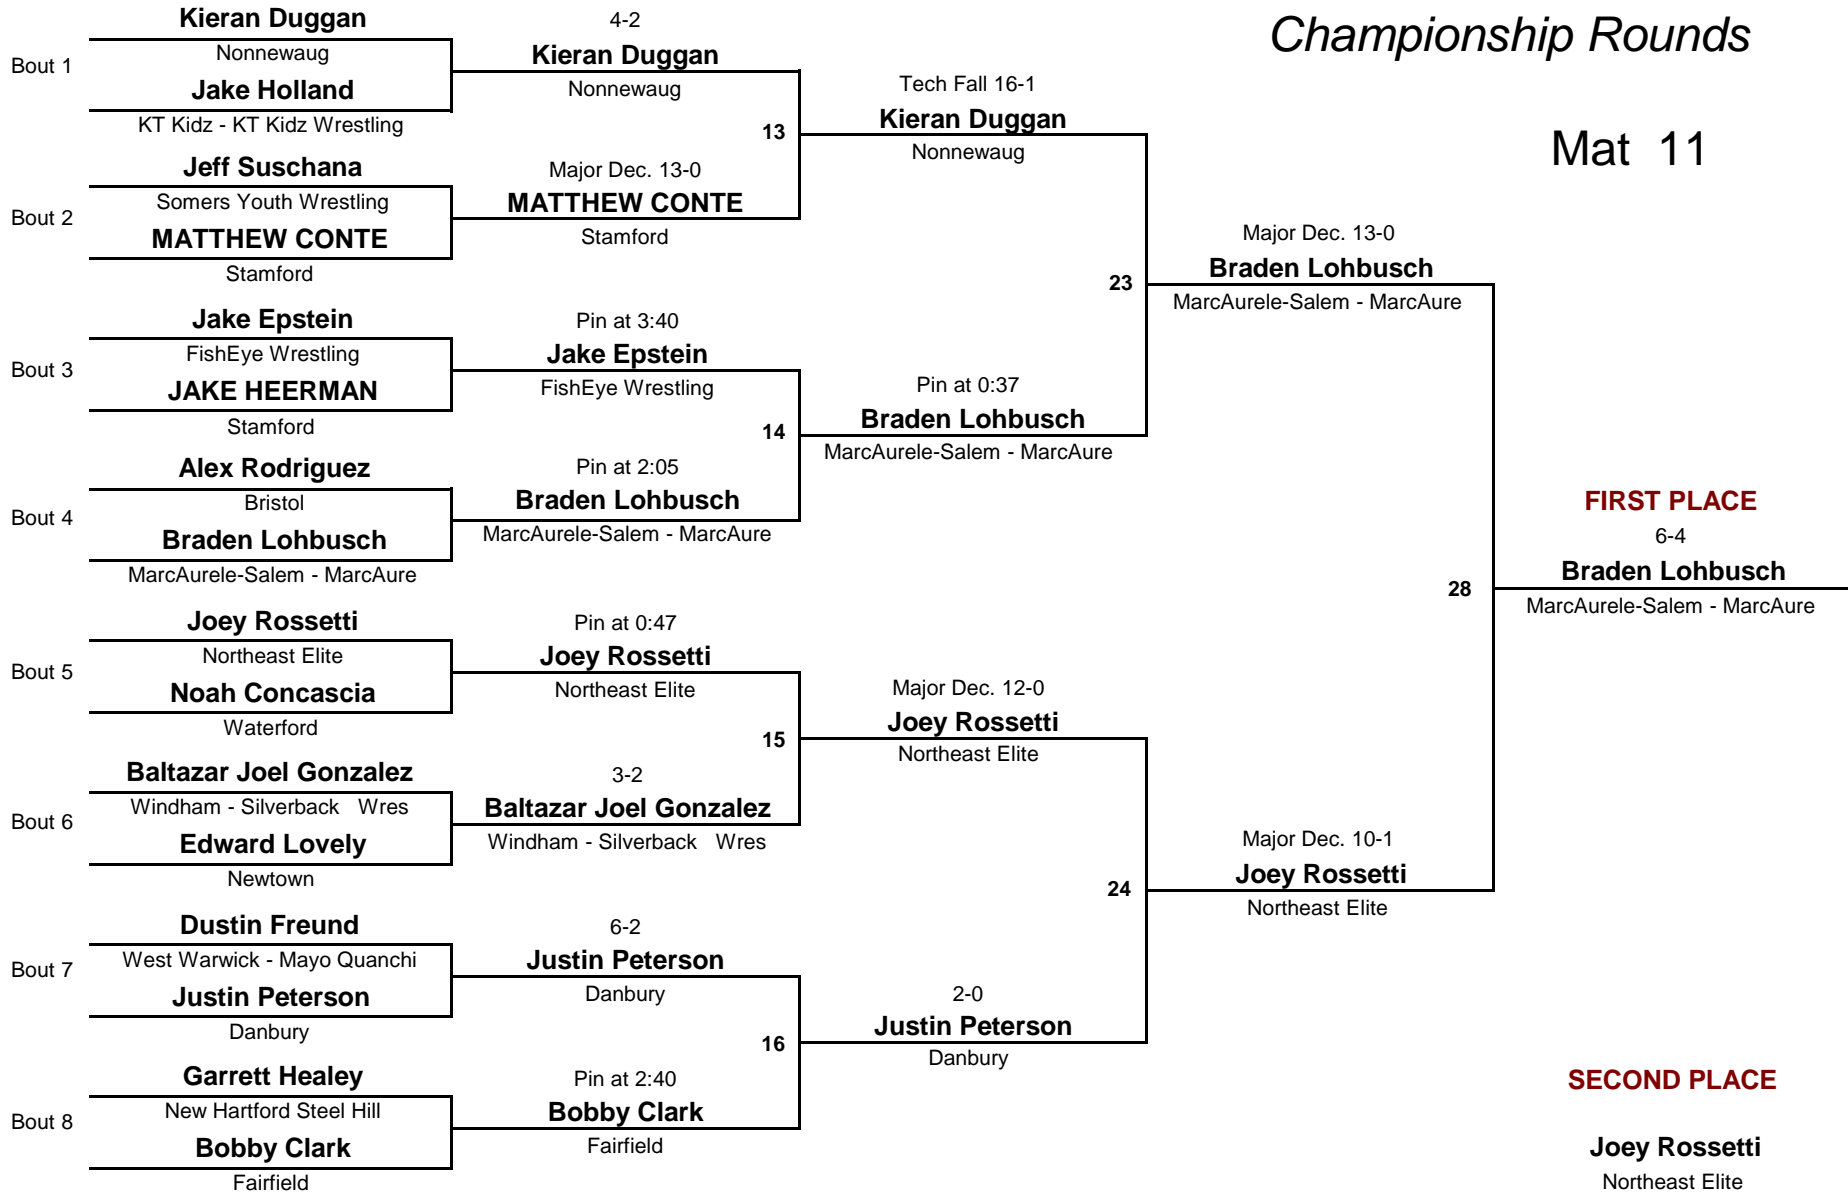 Championship Rounds
Mat 11
Bout 1
Kieran Duggan
Nonnewaug
Jake Holland
KT Kidz - KT Kidz Wrestling
Bout 2
Jeff Suschana
Somers Youth Wrestling
MATTHEW CONTE
Stamford
Bout 3
Jake Epstein
FishEye Wrestling
JAKE HEERMAN
Stamford
Bout 4
Alex Rodriguez
Bristol
Braden Lohbusch
MarcAurele-Salem - MarcAure
Bout 5
Joey Rossetti
Northeast Elite
Noah Concascia
Waterford
Bout 6
Baltazar Joel Gonzalez
Windham - Silverback Wres
Edward Lovely
Newtown
Bout 7
Dustin Freund
West Warwick - Mayo Quanchi
Justin Peterson
Danbury
Bout 8
Garrett Healey
New Hartford Steel Hill
Bobby Clark
Fairfield
4-2
Kieran Duggan
Nonnewaug
13
Major Dec. 13-0
MATTHEW CONTE
Stamford
Pin at 3:40
Jake Epstein
FishEye Wrestling
14
Pin at 2:05
Braden Lohbusch
MarcAurele-Salem - MarcAure
Pin at 0:47
Joey Rossetti
Northeast Elite
15
3-2
Baltazar Joel Gonzalez
Windham - Silverback Wres
6-2
Justin Peterson
Danbury
16
Pin at 2:40
Bobby Clark
Fairfield
Tech Fall 16-1
Kieran Duggan
Nonnewaug
23
Pin at 0:37
Braden Lohbusch
MarcAurele-Salem - MarcAure
Major Dec. 12-0
Joey Rossetti
Northeast Elite
24
2-0
Justin Peterson
Danbury
Major Dec. 13-0
Braden Lohbusch
MarcAurele-Salem - MarcAure
28
Major Dec. 10-1
Joey Rossetti
Northeast Elite
FIRST PLACE
6-4
Braden Lohbusch
MarcAurele-Salem - MarcAure
SECOND PLACE
Joey Rossetti
Northeast Elite